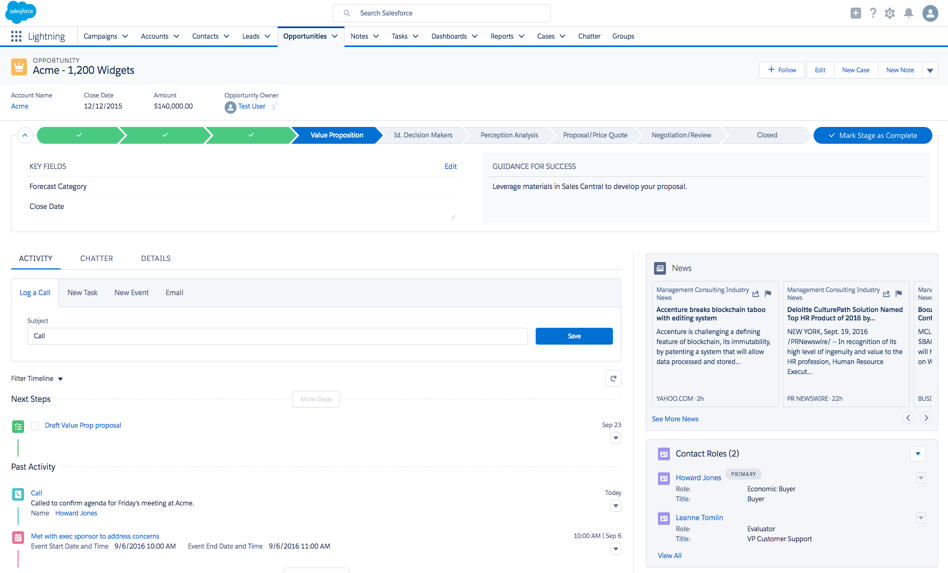 salesforce
Search Salesforce
Lightning
Campaigns Accounts Contacts Leads Opportunities Notes Tasks Dashboards Reports Cases Chatter Groups
OPPORTUNITY
Acme - 1,200 Widgets
+ Follow Edit New Case New Note
Account Name Close Date Amount Opportunity Owner
Acme 12/12/2015 $140,000.00 Test User
Value Proposition Id. Decision Makers Perception Analysis Proposal/Price Quote Negotiation/Review Closed ✓ Mark Stage as Complete
KEY FIELDS Edit
Forecast Category
Close Date
GUIDANCE FOR SUCCESS
Leverage materials in Sales Central to develop your proposal.
ACTIVITY CHATTER DETAILS
Log a Call New Task New Event Email
Subject
Call Save
Filter Timeline
Next Steps More Steps
Draft Value Prop proposal Sep 23
Past Activity
Call Today
Called to confirm agenda for Friday's meeting at Acme.
Name Howard Jones
Met with exec sponsor to address concerns 10:00 AM | Sep 6
Event Start Date and Time 9/6/2016 10:00 AM Event End Date and Time 9/6/2016 11:00 AM
News
Management Consulting Industry
News
Accenture breaks blockchain taboo
with editing system
Accenture is challenging a defining
feature of blockchain, its immutability,
by patenting a system that will allow
data processed and stored...
YAHOO.COM · 2h
Management Consulting Industry
News
Deloitte CulturePath Solution Named
Top HR Product of 2016 by...
NEW YORK, Sept. 19, 2016
/PRNewswire/ -- In recognition of its
high level of ingenuity and value to the
HR profession, Human Resource
Execut...
PR NEWSWIRE · 22h
News
MCL
on
BUSI
See More News
Contact Roles (2)
Howard Jones PRIMARY
Role: Economic Buyer
Title: Buyer
Leanne Tomlin
Role: Evaluator
Title: VP Customer Support
View All